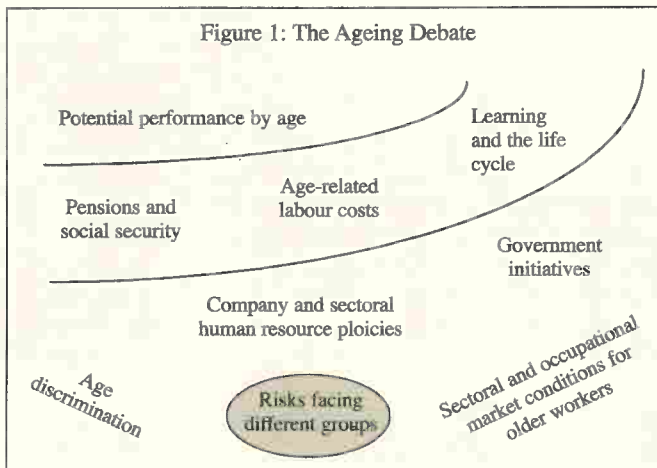 Figure 1: The Ageing Debate
Potential performance by age
Learning
and the life
cycle
Age-related
labour costs
Pensions and
social security
Government
initiatives
Company and sectoral
human resource ploicies
Age
discrimination
Risks facing
different groups
Sectoral and occupational
market conditions for
older workers